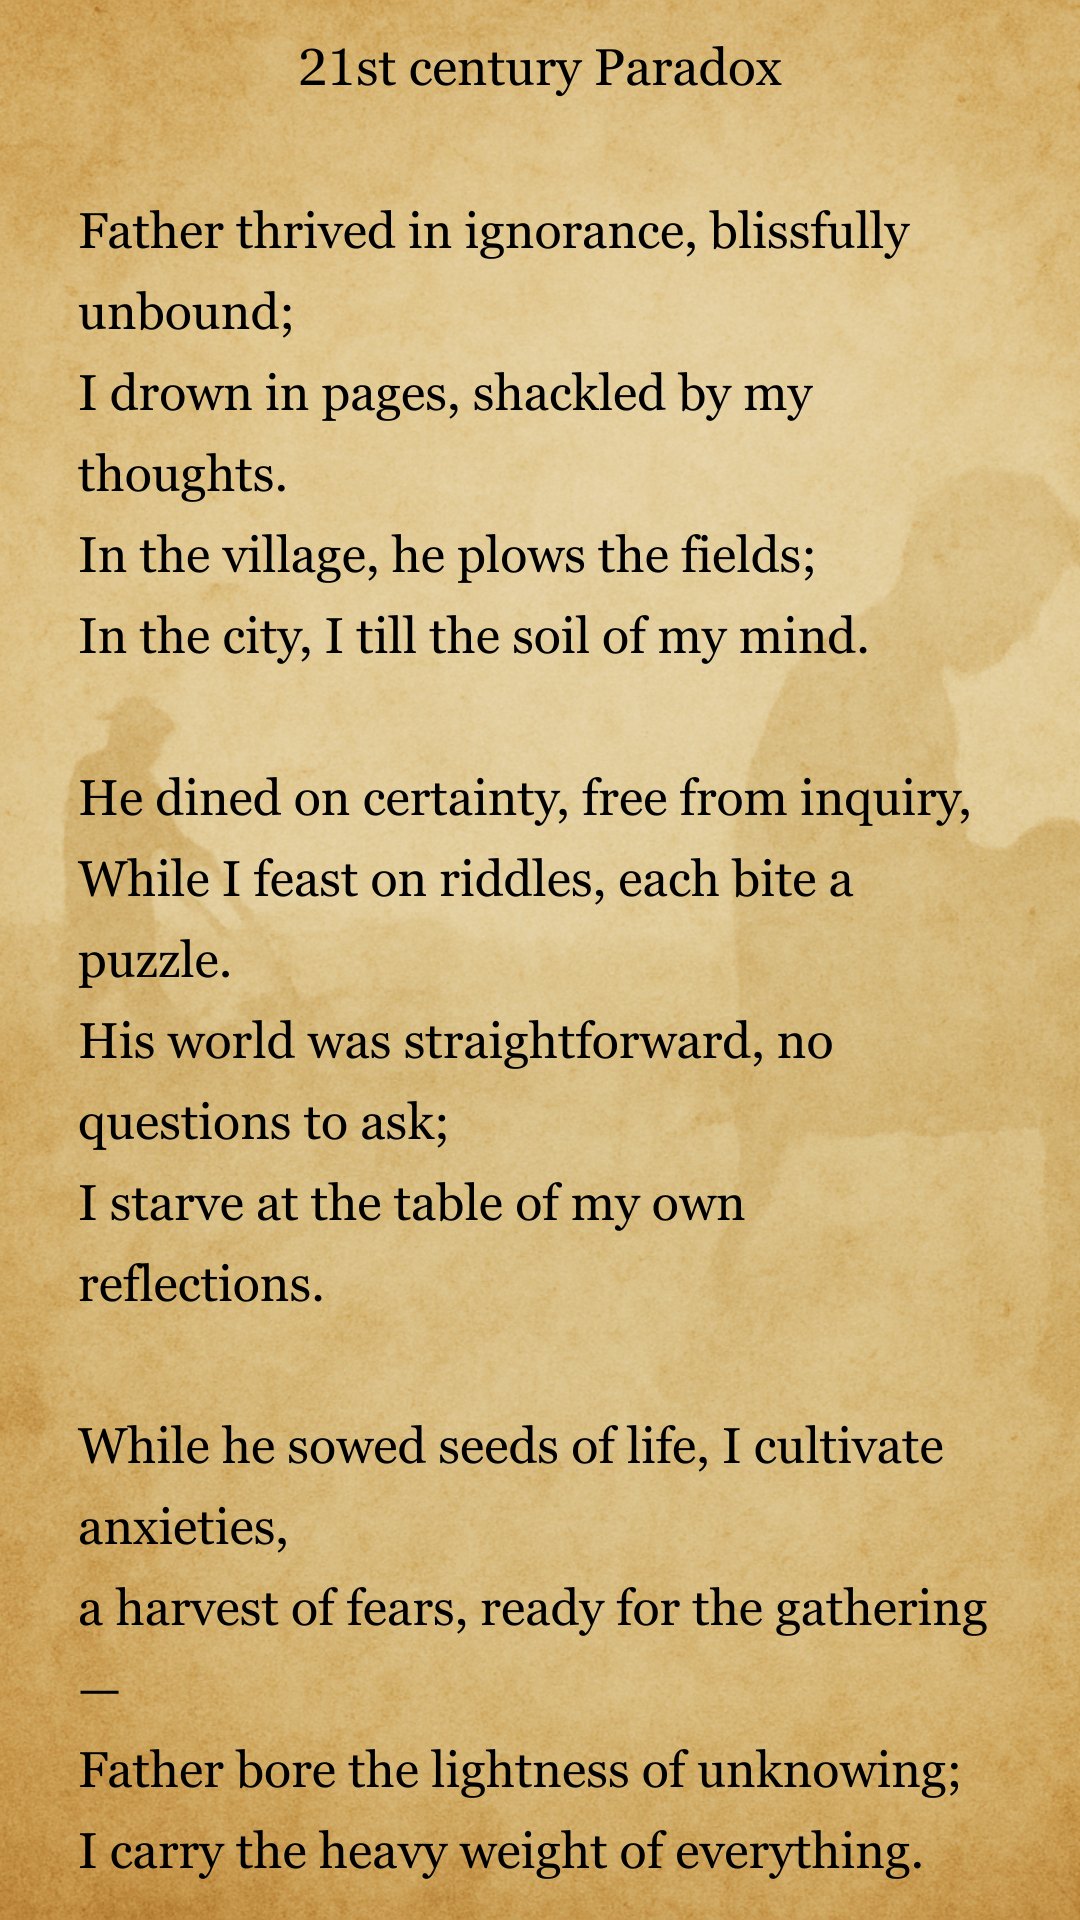 21st century Paradox
Father thrived in ignorance, blissfully
unbound;
I drown in pages, shackled by my
thoughts.
In the village, he plows the fields;
In the city, I till the soil of my mind.
He dined on certainty, free from inquiry,
While I feast on riddles, each bite a
puzzle.
His world was straightforward, no
questions to ask;
I starve at the table of my own
reflections.
While he sowed seeds of life, I cultivate
anxieties,
a harvest of fears, ready for the gathering
—
Father bore the lightness of unknowing;
I carry the heavy weight of everything.